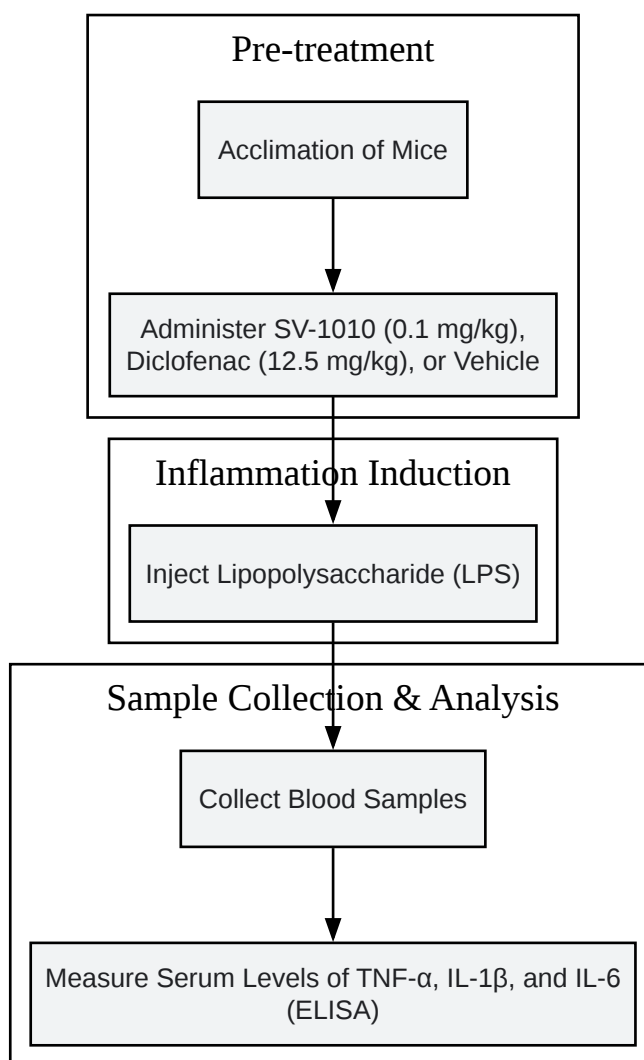 Pre-treatment
Acclimation of Mice
Administer SV-1010 (0.1 mg/kg),
Diclofenac (12.5 mg/kg), or Vehicle
Inflammation Induction
Inject Lipopolysaccharide (LPS)
Sample Collection & Analysis
Collect Blood Samples
Measure Serum Levels of TNF-α, IL-1β, and IL-6
(ELISA)